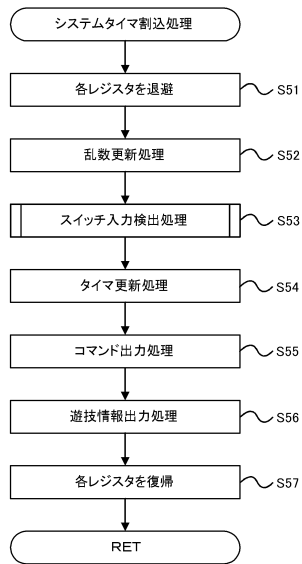 システムタイマ割込処理
各レジスタを退避
S51
乱数更新処理
S52
スイッチ入力検出処理
S53
タイマ更新処理
S54
コマンド出力処理
S55
遊技情報出力処理
S56
各レジスタを復帰
S57
RET